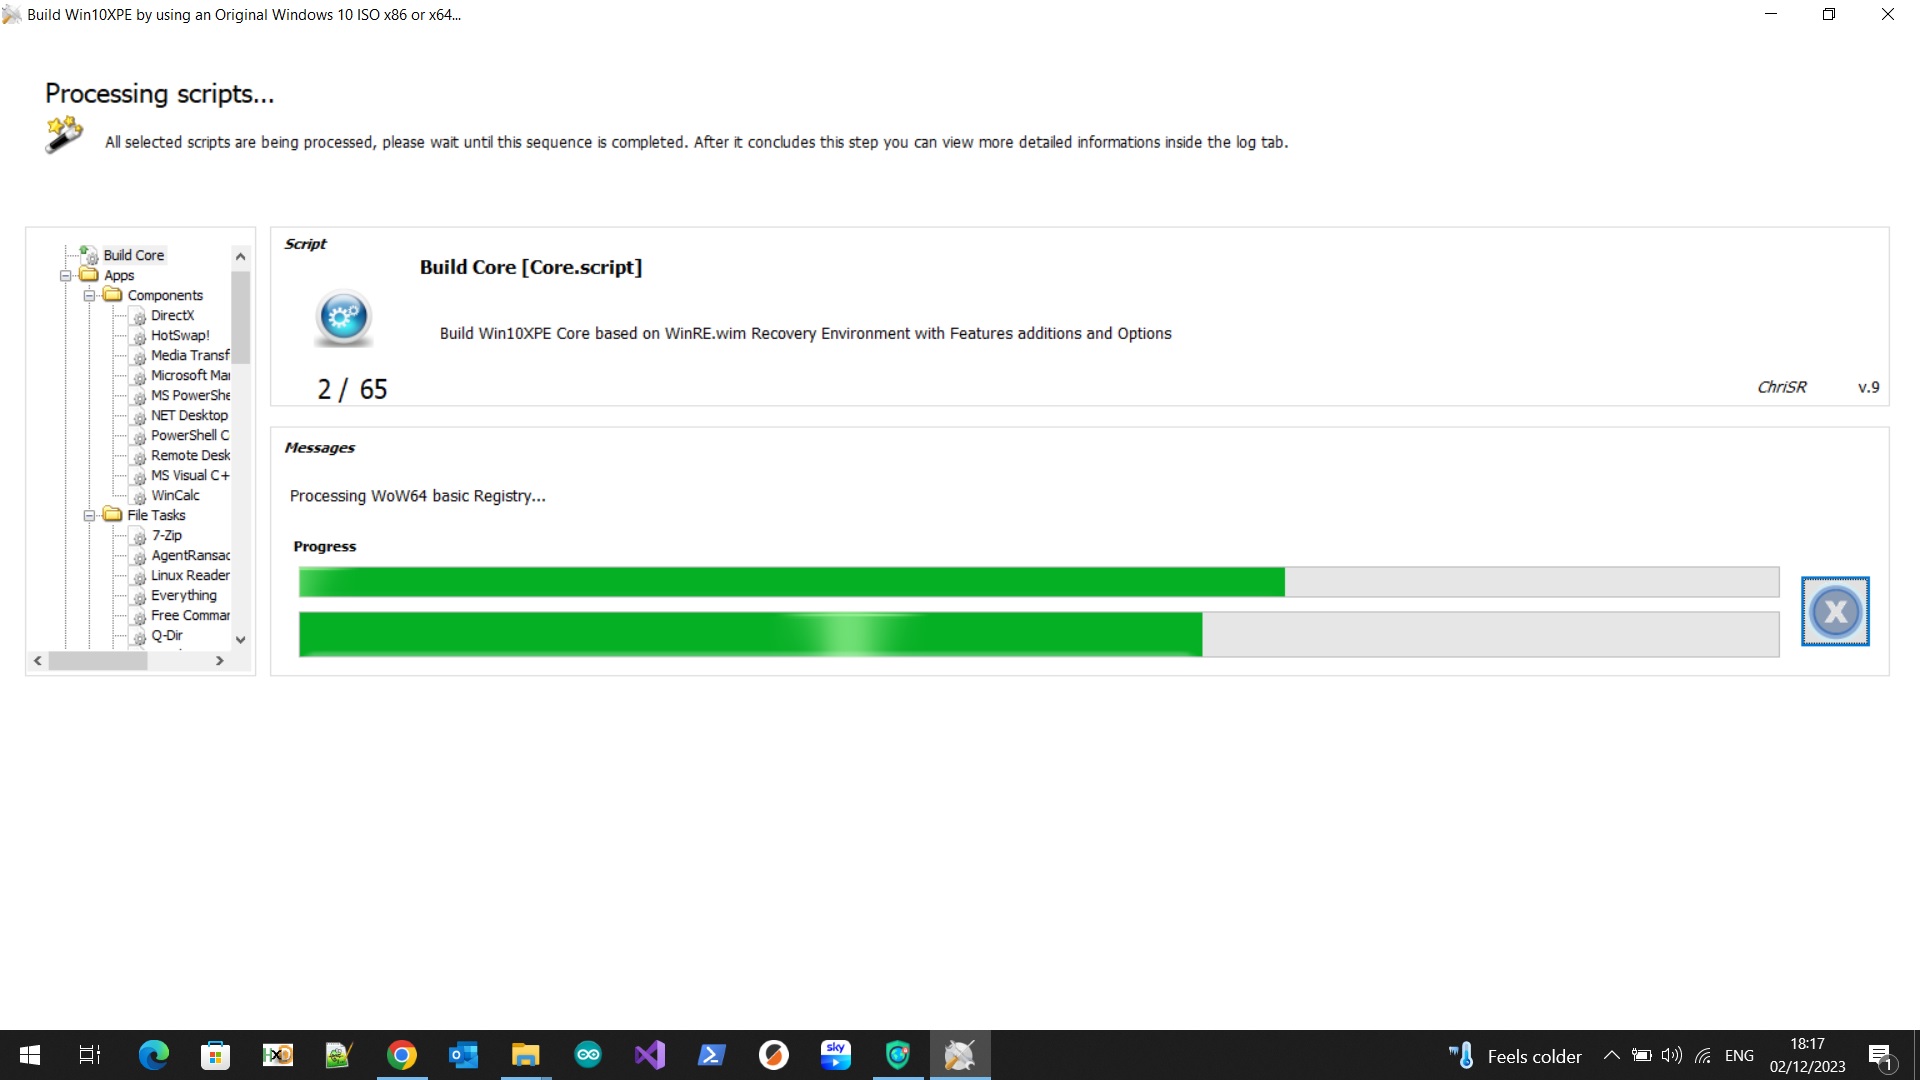 Build Win10XPE by using an Original Windows 10 ISO x86 or x64...
Processing scripts...
All selected scripts are being processed, please wait until this sequence is completed. After it concludes this step you can view more detailed informations inside the log tab.
Build Core
Apps
Components
DirectX
HotSwap!
Media Transf
Microsoft Ma
MS PowerShe
NET Desktop
PowerShell C
Remote Desk
MS Visual C+
WinCalc
File Tasks
7-Zip
AgentRansac
Linux Reader
Everything
Free Commar
Q-Dir
Script
Build Core [Core.script]
Build Win10XPE Core based on WinRE.wim Recovery Environment with Features additions and Options
2 / 65
ChriSR v.9
Messages
Processing WoW64 basic Registry...
Progress
X
HXD
sky
Feels colder
ENG
18:17
02/12/2023
1